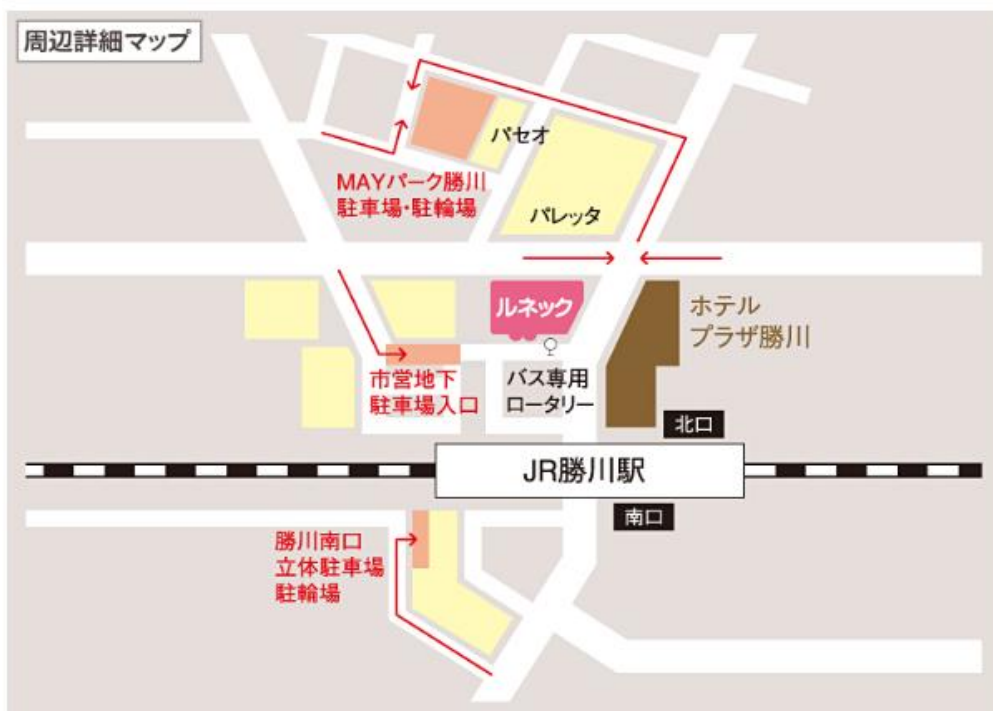 周辺詳細マップ
パセオ
MAYパーク勝川
駐車場・駐輪場
パレッタ
ルネック
ホテル
プラザ勝川
市営地下
駐車場入口
バス専用
ロータリー
北口
JR勝川駅
南口
勝川南口
立体駐車場
駐輪場